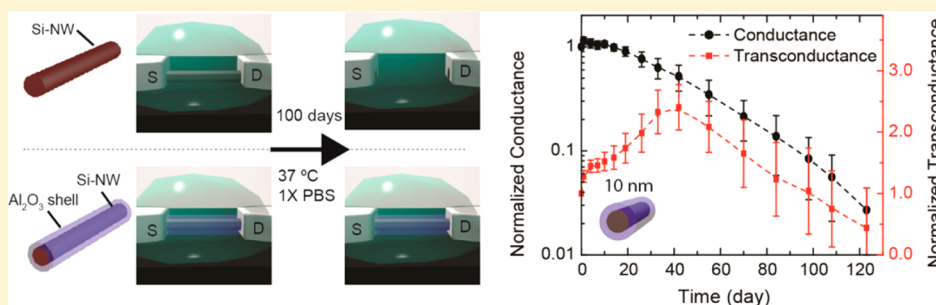 Si-NW
S
D
S
D
100 days
37 ºC
1X PBS
Si-NW
Al₂O₃ shell
S
D
S
D
Normalized Conductance
1
0.1
0.01
Conductance
Transconductance
10 nm
3.0
2.0
1.0
0.0
Normalized Transconductance
0
20
40
60
80
100
120
Time (day)